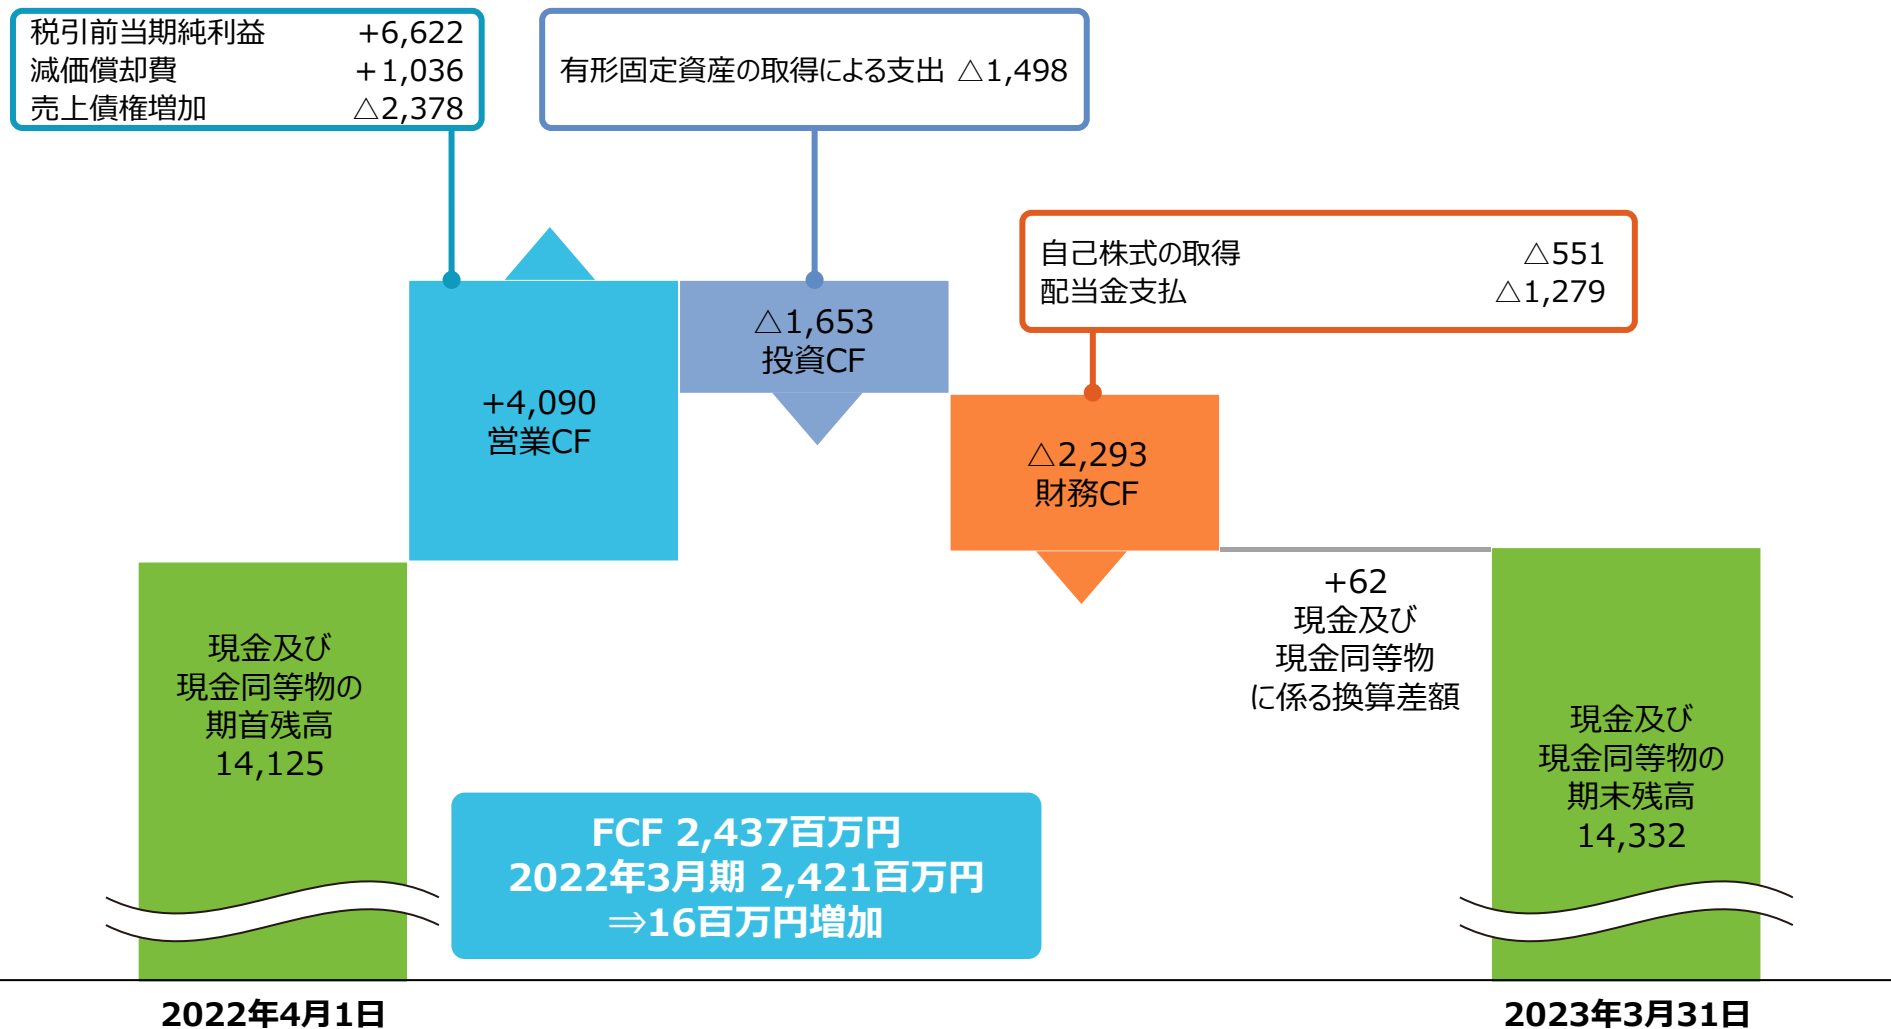 税引前当期純利益 +6,622
減価償却費 +1,036
売上債権増加 △2,378
有形固定資産の取得による支出 △1,498
自己株式の取得 △551
配当金支払 △1,279
△1,653
投資CF
+4,090
営業CF
△2,293
財務CF
+62
現金及び
現金同等物
に係る換算差額
現金及び
現金同等物の
期首残高
14,125
現金及び
現金同等物の
期末残高
14,332
FCF 2,437百万円
2022年3月期 2,421百万円
⇒16百万円増加
2022年4月1日
2023年3月31日